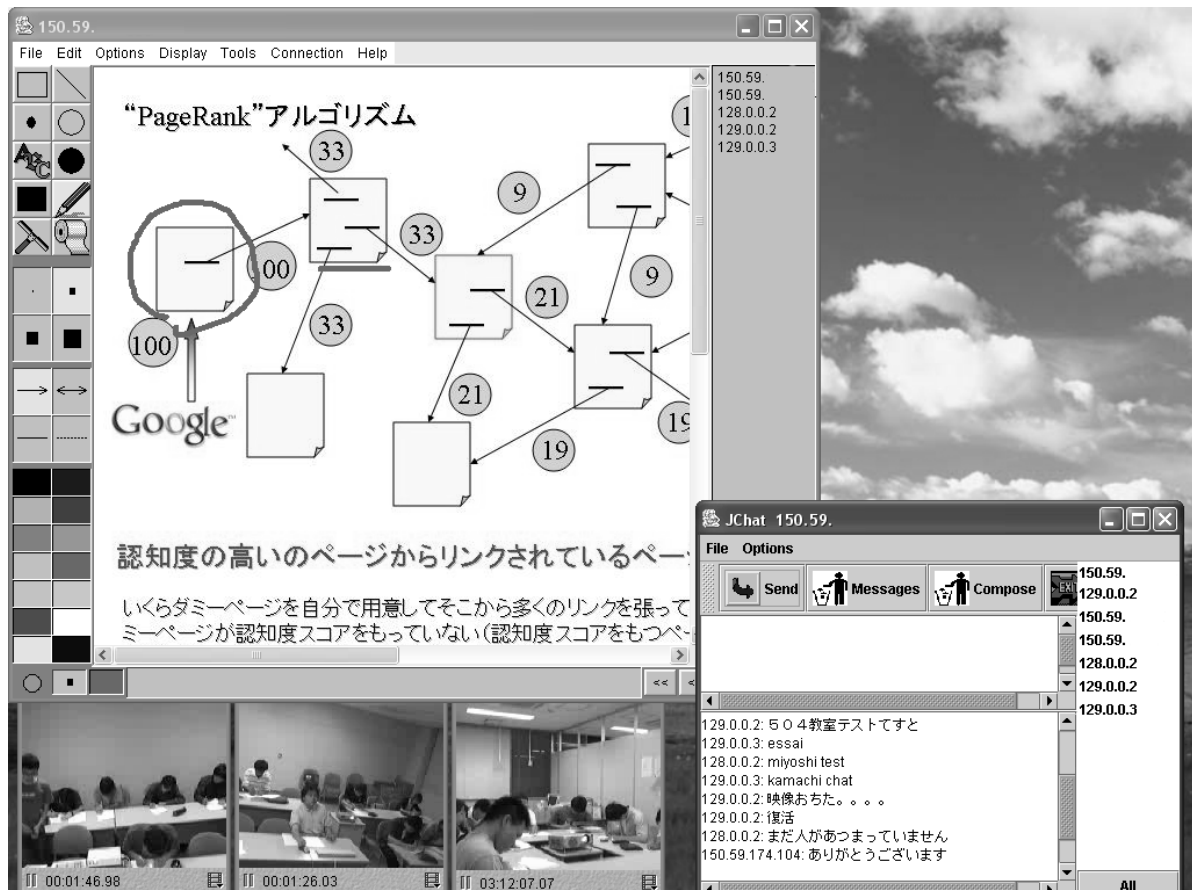 150.59.
File Edit Options Display Tools Connection Help
150.59.
150.59.
128.0.0.2
129.0.0.2
129.0.0.3
ABC
“PageRank”アルゴリズム
33
9
100
33
9
21
100
33
21
19
19
Google
認知度の高いのページからリンクされているペー
いくらダミーページを自分で用意してそこから多くのリンクを張って
ミーページが認知度スコアをもっていない(認知度スコアをもつペー
<<
JChat 150.59.
File Options
Send Messages Compose EXIT
150.59.
129.0.0.2
150.59.
150.59.
128.0.0.2
129.0.0.2
129.0.0.3
129.0.0.2: 504教室テストてすと
129.0.0.3: essai
128.0.0.2: miyoshi test
129.0.0.3: kamachi chat
129.0.0.2: 映像おちた。。。。
129.0.0.2: 復活
128.0.0.2: まだ人があつまっていません
150.59.174.104: ありがとうございます
All
00:01:46.98
00:01:26.03
03:12:07.07